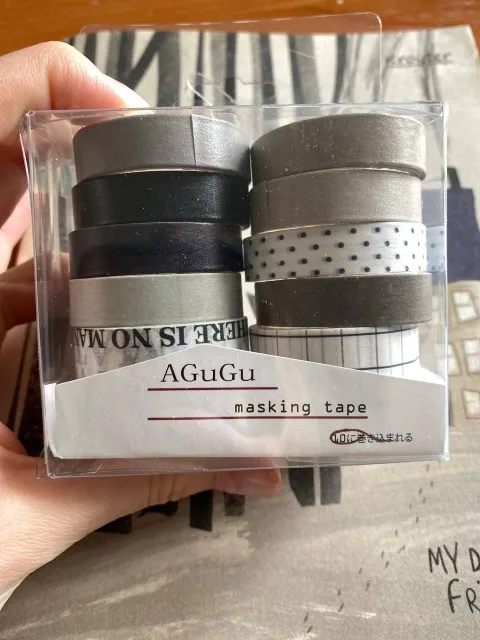 HERE IS NO MA
AGuGu
masking tape
10に巻き込まれる
MY D
FR